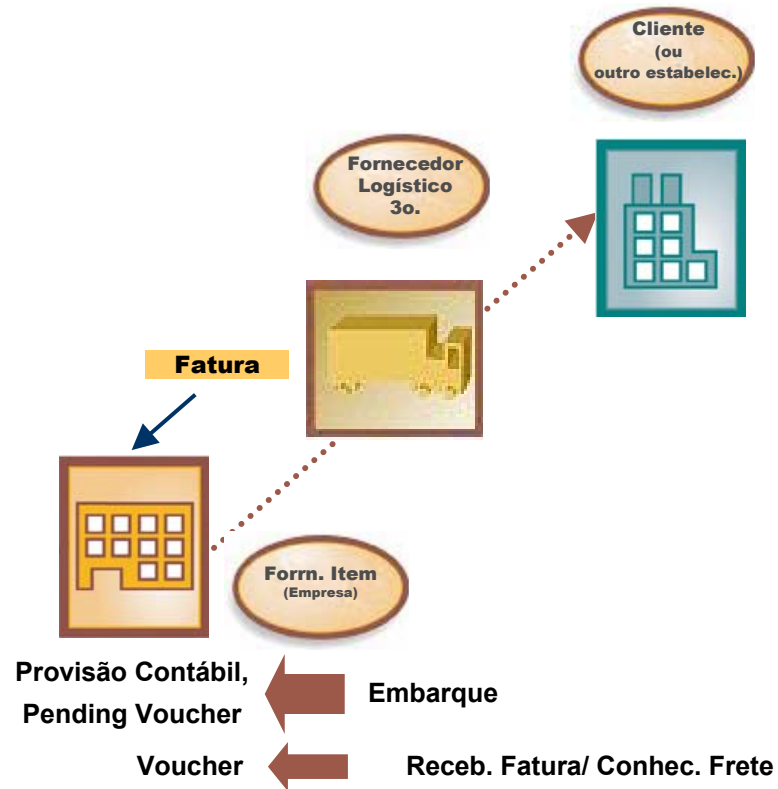 Cliente
(ou
outro estabelec.)
Fornecedor
Logístico
3o.
Fatura
Forrn. Item
(Empresa)
Provisão Contábil,
Pending Voucher
Embarque
Voucher
Receb. Fatura/ Conhec. Frete